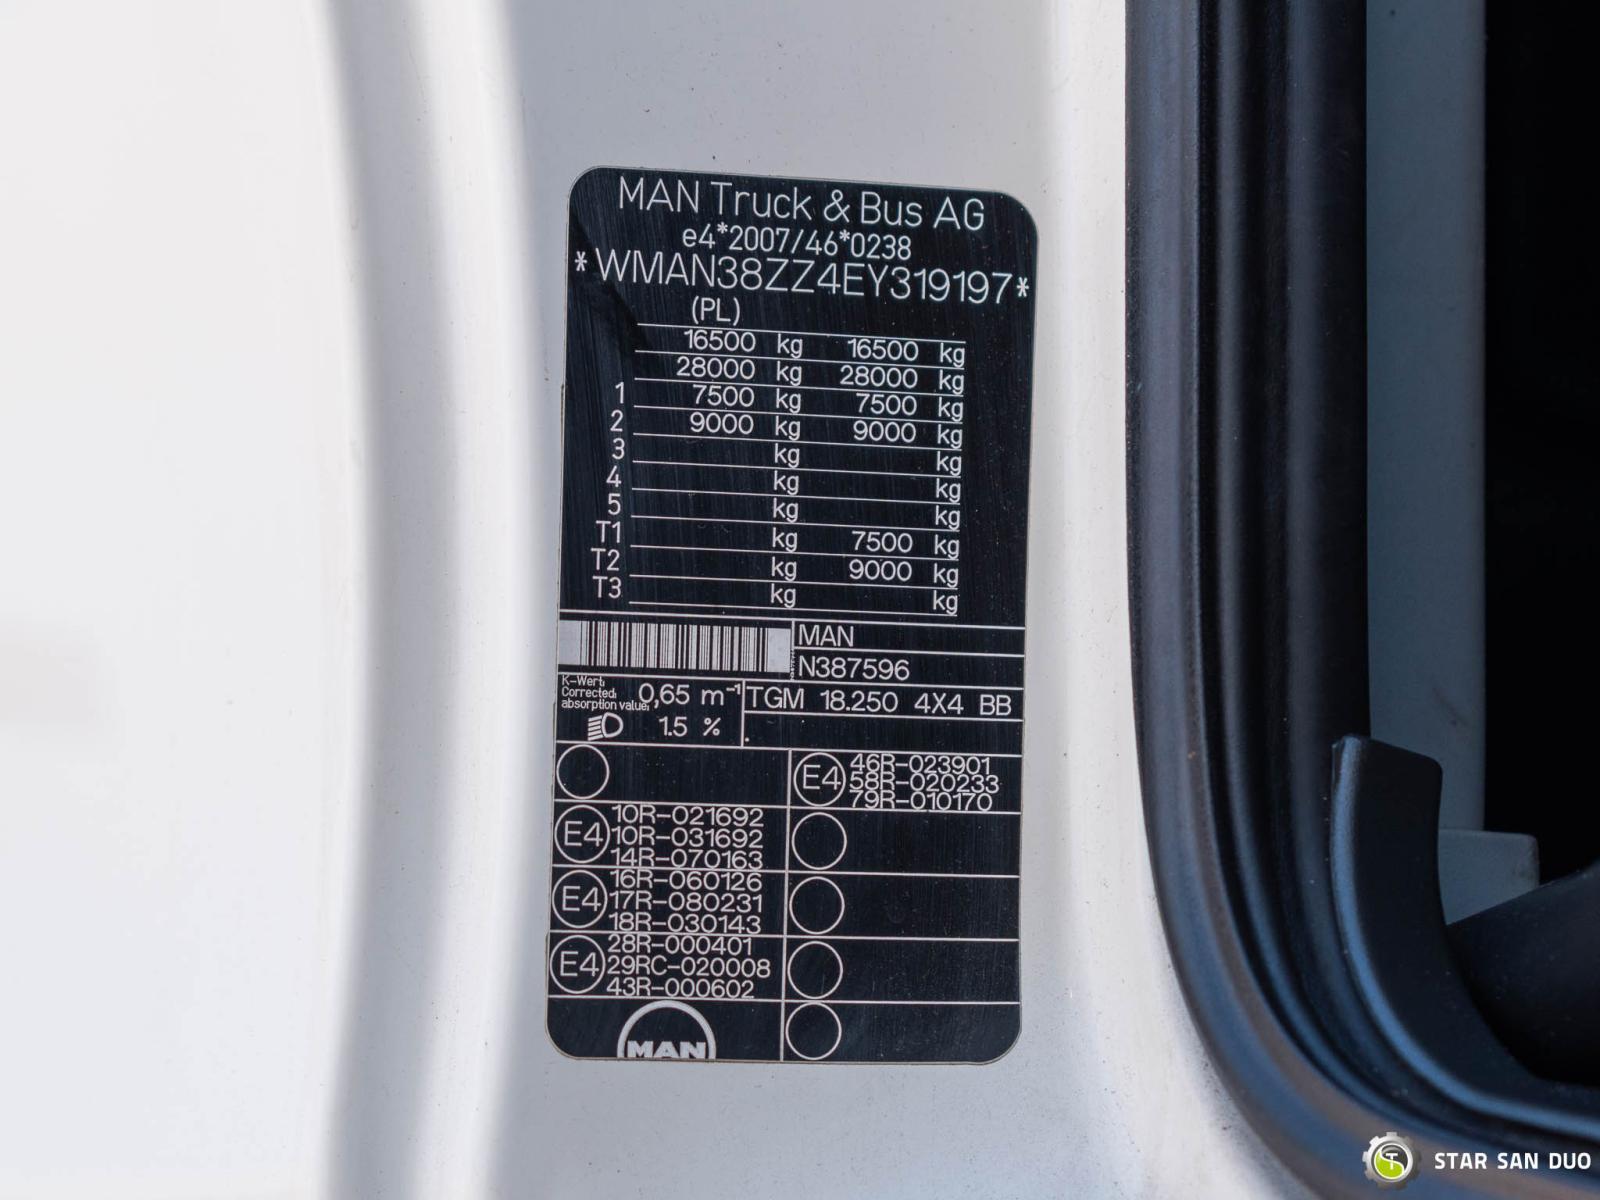 MAN Truck & Bus AG
e4*2007/46*0238
*WMAN38ZZ4EY319197*
(PL)
16500 kg 16500 kg
28000 kg 28000 kg
1 7500 kg 7500 kg
2 9000 kg 9000 kg
3 kg kg
4 kg kg
5 kg kg
T1 kg 7500 kg
T2 kg 9000 kg
T3 kg kg
MAN
N387596
K-Wert:
Corrected:
absorption value:
0,65 m⁻¹
TGM 18.250 4X4 BB
1.5 %
.
E4
46R-023901
58R-020233
79R-010170
E4
10R-021692
10R-031692
14R-070163
E4
16R-060126
17R-080231
18R-030143
E4
28R-000401
29RC-020008
43R-000602
MAN
ST
STAR SAN DUO